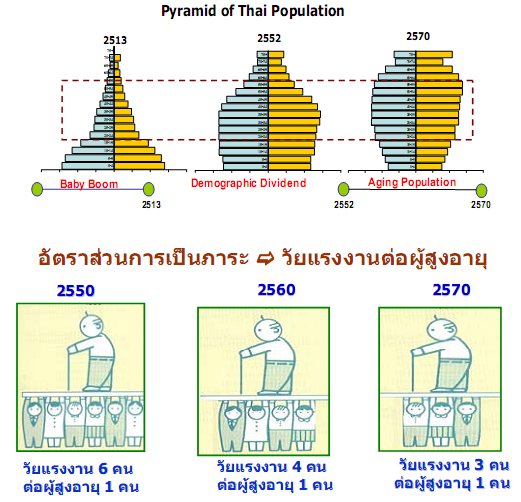 Pyramid of Thai Population
2513
2552
2570
Baby Boom
Demographic Dividend
Aging Population
2513
2552
2570
อัตราส่วนการเป็นภาระ ⇨ วัยแรงงานต่อผู้สูงอายุ
2550
2560
2570
วัยแรงงาน 6 คน
ต่อผู้สูงอายุ 1 คน
วัยแรงงาน 4 คน
ต่อผู้สูงอายุ 1 คน
วัยแรงงาน 3 คน
ต่อผู้สูงอายุ 1 คน